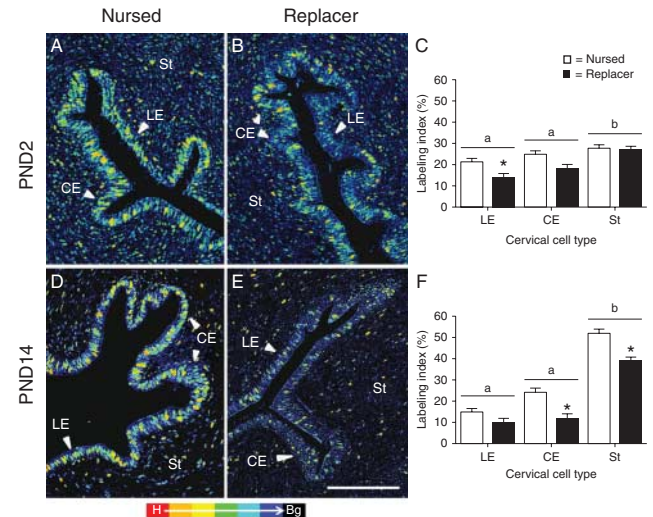 Nursed Replacer
A St LE CE
B CE LE St
C
= Nursed
= Replacer
PND2
Labeling index (%)
60
50
40
30
20
10
0
a a b
*
LE CE St
Cervical cell type
D CE LE St
E LE St CE
F
PND14
Labeling index (%)
60
50
40
30
20
10
0
a a b
* *
LE CE St
Cervical cell type
H Bg